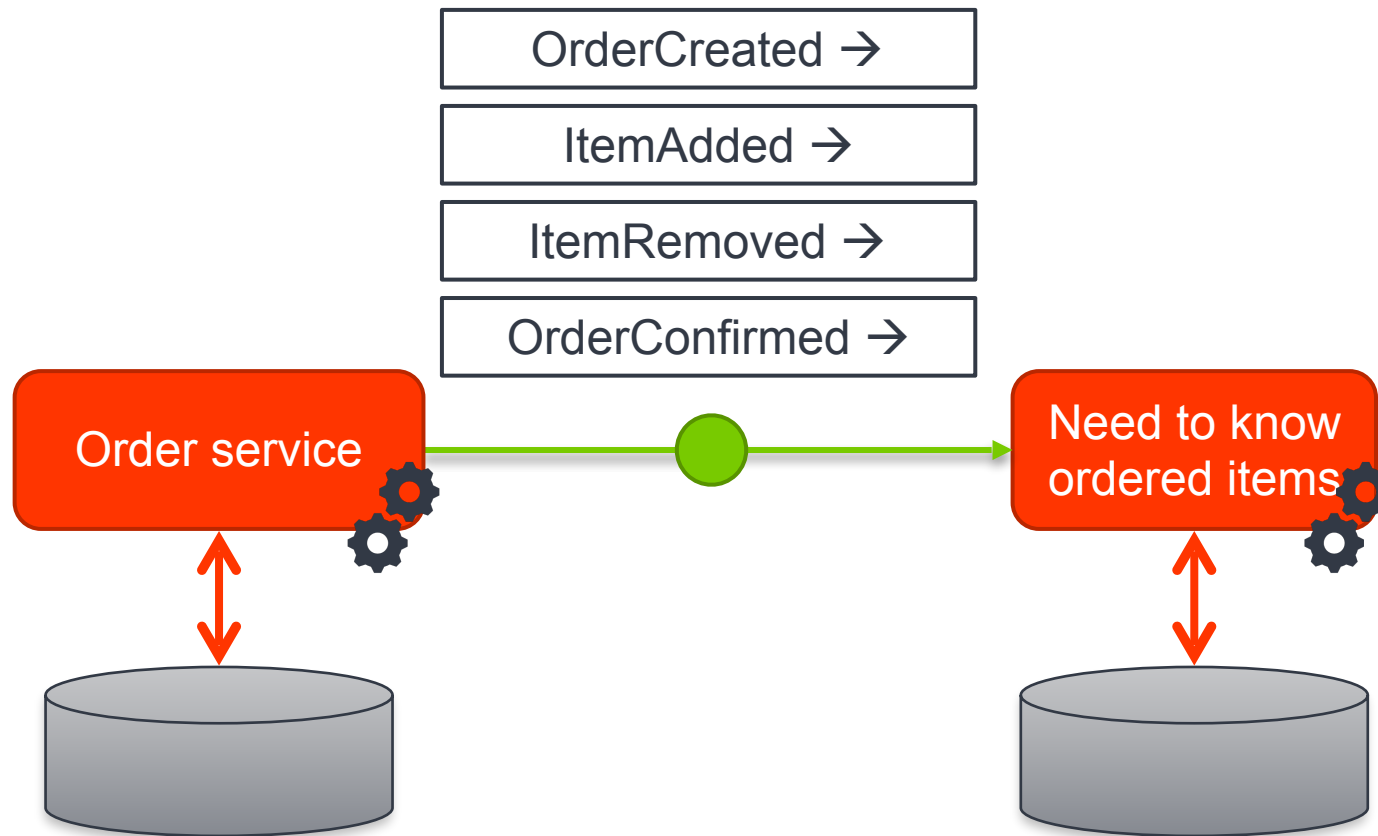 OrderCreated →
ItemAdded →
ItemRemoved →
OrderConfirmed →
Order service
Need to know
ordered items